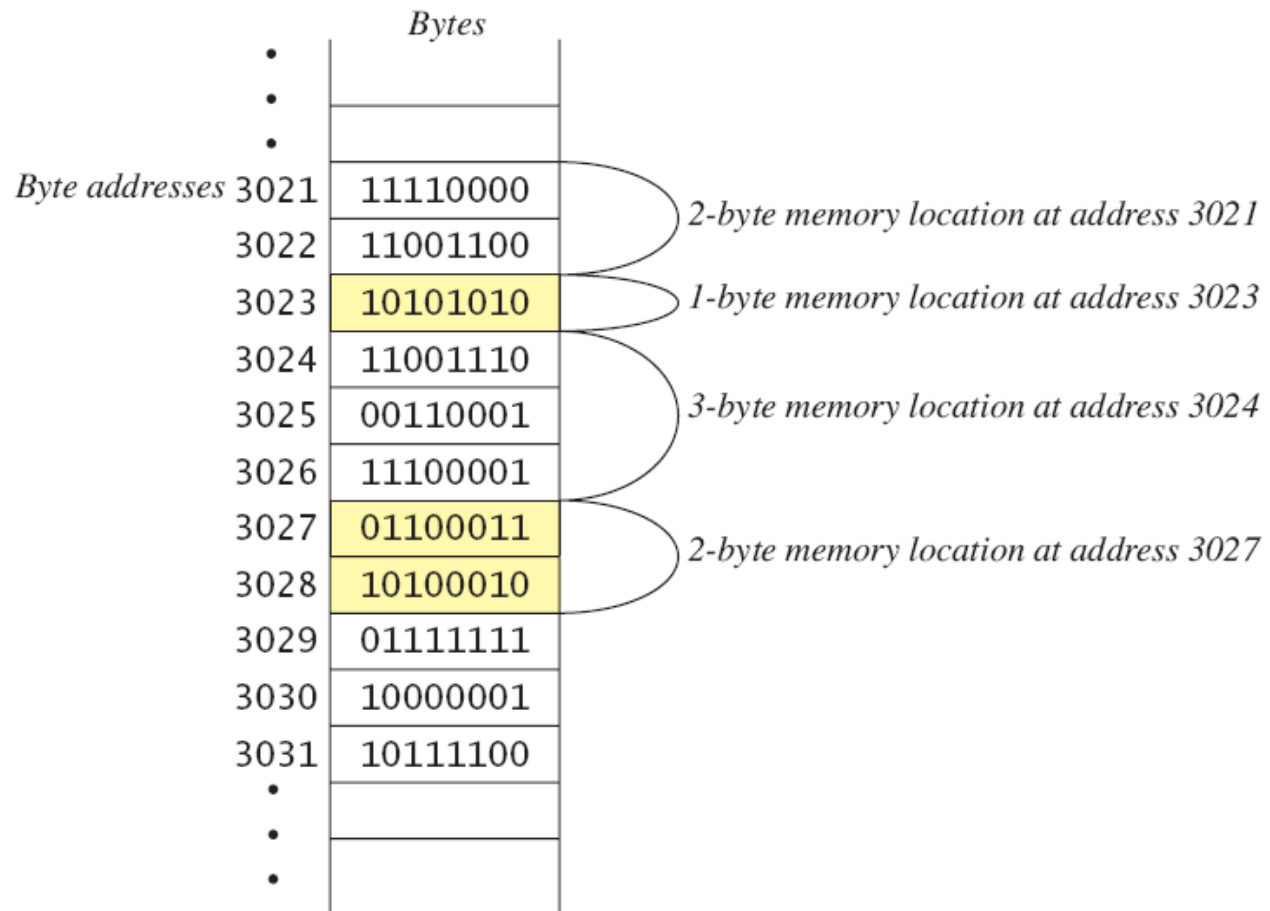 Bytes
Byte addresses 3021 11110000
2-byte memory location at address 3021
3022 11001100
3023 10101010 1-byte memory location at address 3023
3024 11001110
3025 00110001 3-byte memory location at address 3024
3026 11100001
3027 01100011
2-byte memory location at address 3027
3028 10100010
3029 01111111
3030 10000001
3031 10111100